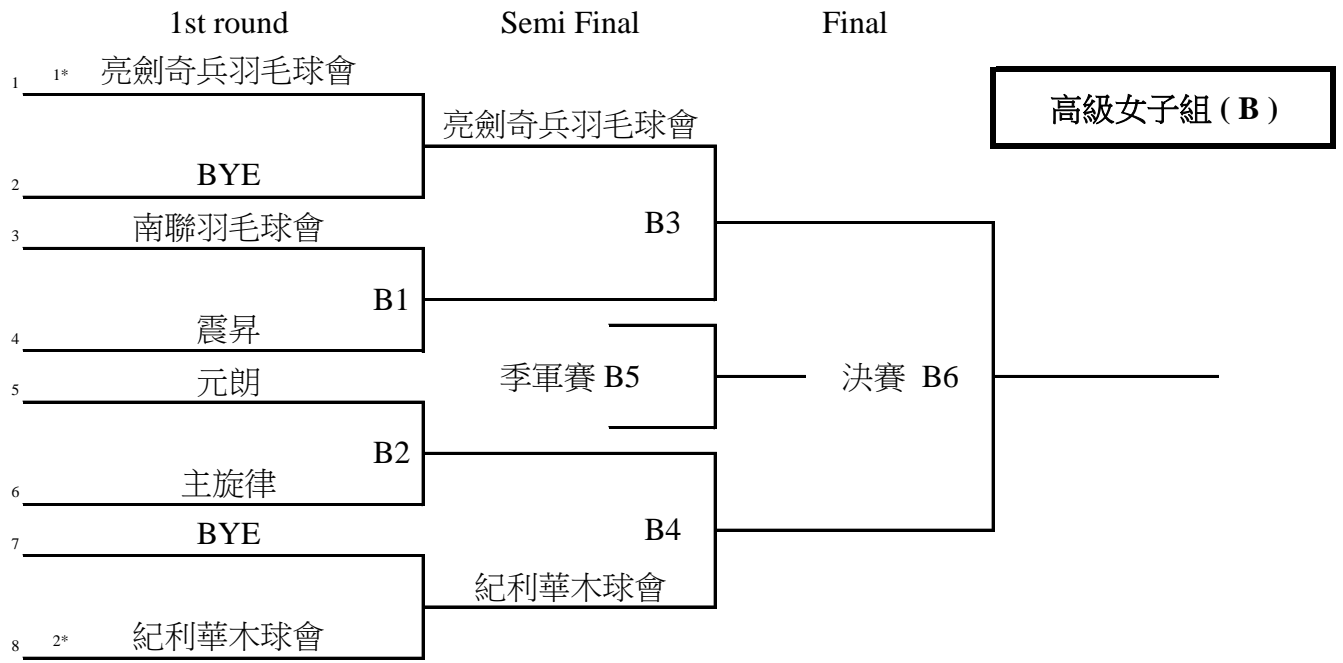 1st round Semi Final Final
1 1* 亮劍奇兵羽毛球會
高級女子組 ( B )
亮劍奇兵羽毛球會
2 BYE
3 南聯羽毛球會
B3
B1
4 震昇
5 元朗
季軍賽 B5
決賽 B6
B2
6 主旋律
7 BYE
B4
紀利華木球會
8 2* 紀利華木球會